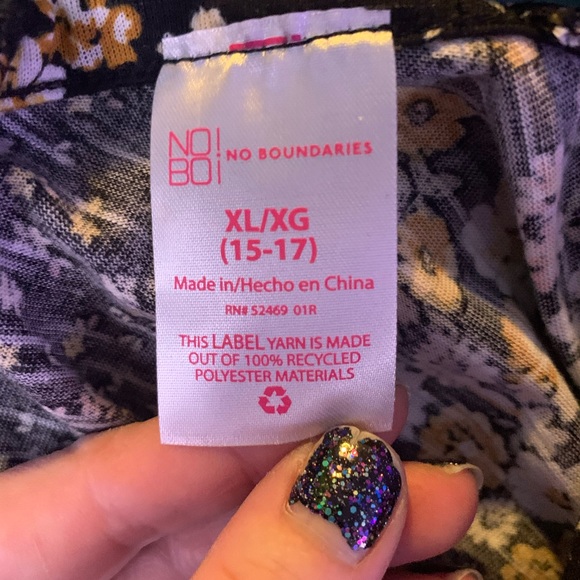 NO!
BO!
NO BOUNDARIES
XL/XG
(15-17)
Made in/Hecho en China
RN# 52469 01R
THIS LABEL YARN IS MADE
OUT OF 100% RECYCLED
POLYESTER MATERIALS